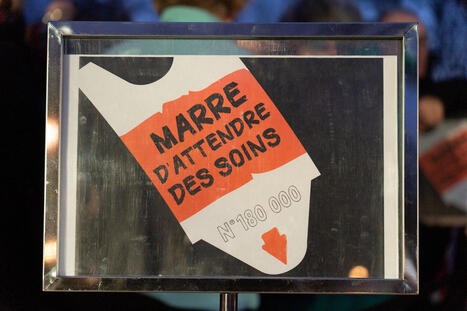 MARRE
D'ATTENDRE
DES SOINS
N°180 000